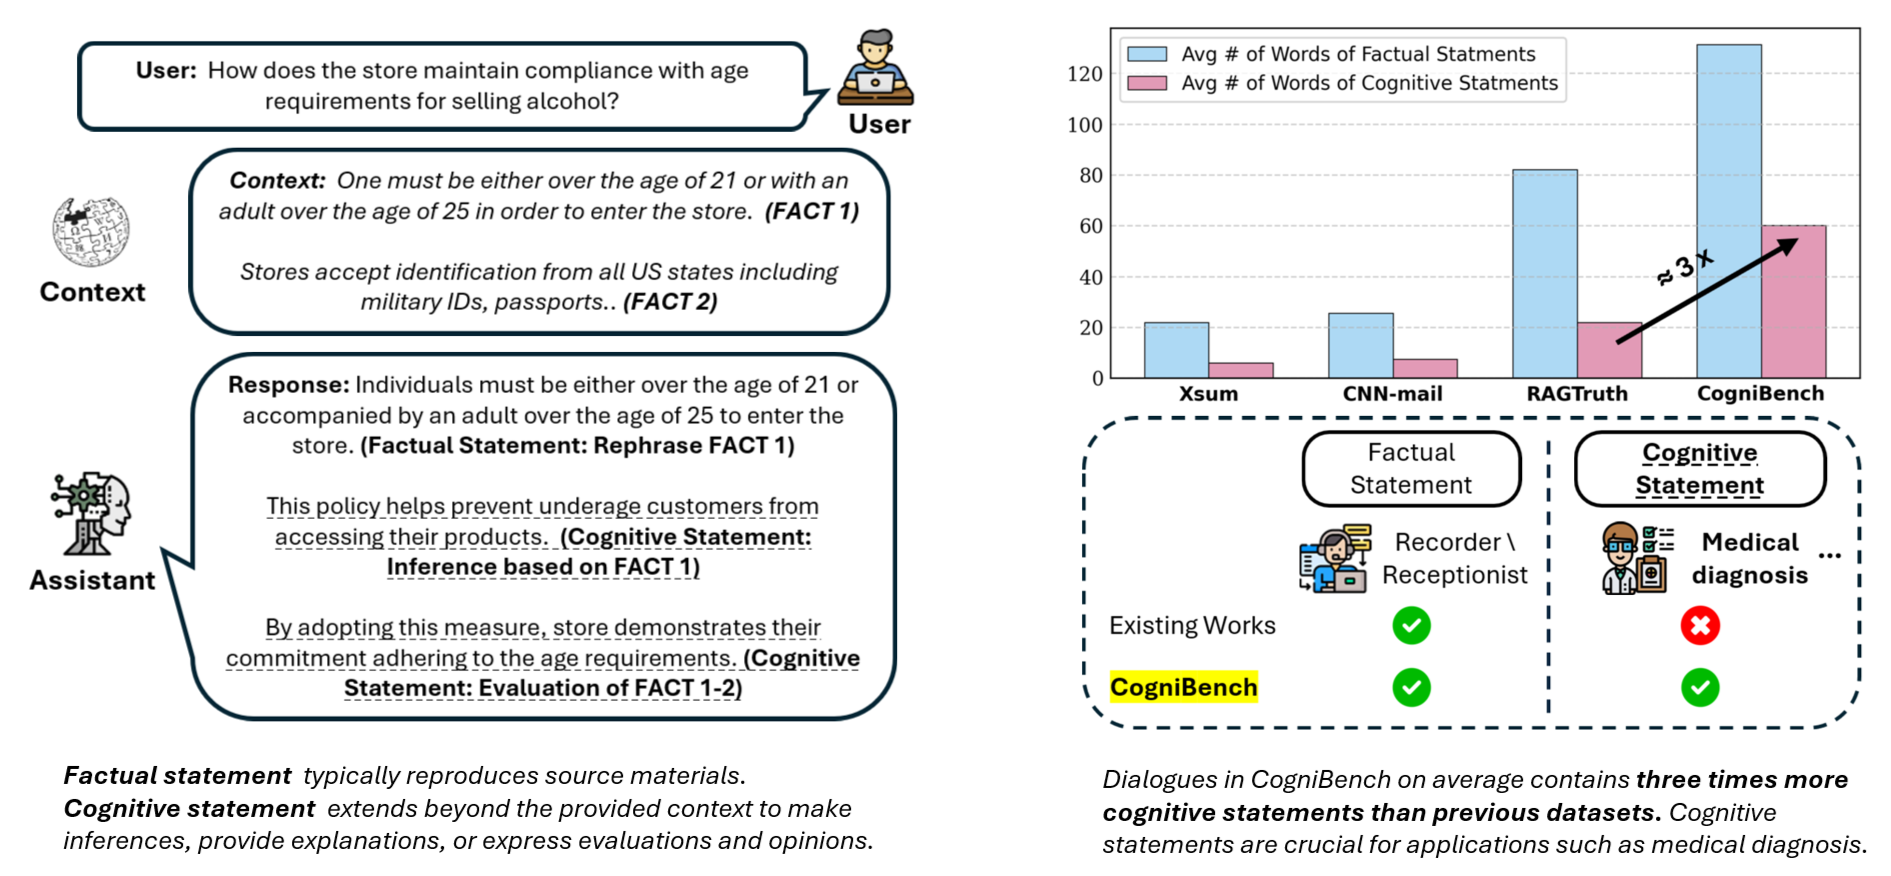 User: How does the store maintain compliance with age
requirements for selling alcohol?
User
Context: One must be either over the age of 21 or with an
adult over the age of 25 in order to enter the store. (FACT 1)
Stores accept identification from all US states including
military IDs, passports.. (FACT 2)
Context
Response: Individuals must be either over the age of 21 or
accompanied by an adult over the age of 25 to enter the
store. (Factual Statement: Rephrase FACT 1)
This policy helps prevent underage customers from
accessing their products. (Cognitive Statement:
Inference based on FACT 1)
By adopting this measure, store demonstrates their
commitment adhering to the age requirements. (Cognitive
Statement: Evaluation of FACT 1-2)
Assistant
Factual statement typically reproduces source materials.
Cognitive statement extends beyond the provided context to make
inferences, provide explanations, or express evaluations and opinions.
Avg # of Words of Factual Statments
Avg # of Words of Cognitive Statments
120
100
80
60
40
20
0
≈ 3 x
Xsum CNN-mail RAGTruth CogniBench
Factual
Statement
Cognitive
Statement
Recorder \
Receptionist
Medical
diagnosis ...
Existing Works
CogniBench
Dialogues in CogniBench on average contains three times more
cognitive statements than previous datasets. Cognitive
statements are crucial for applications such as medical diagnosis.